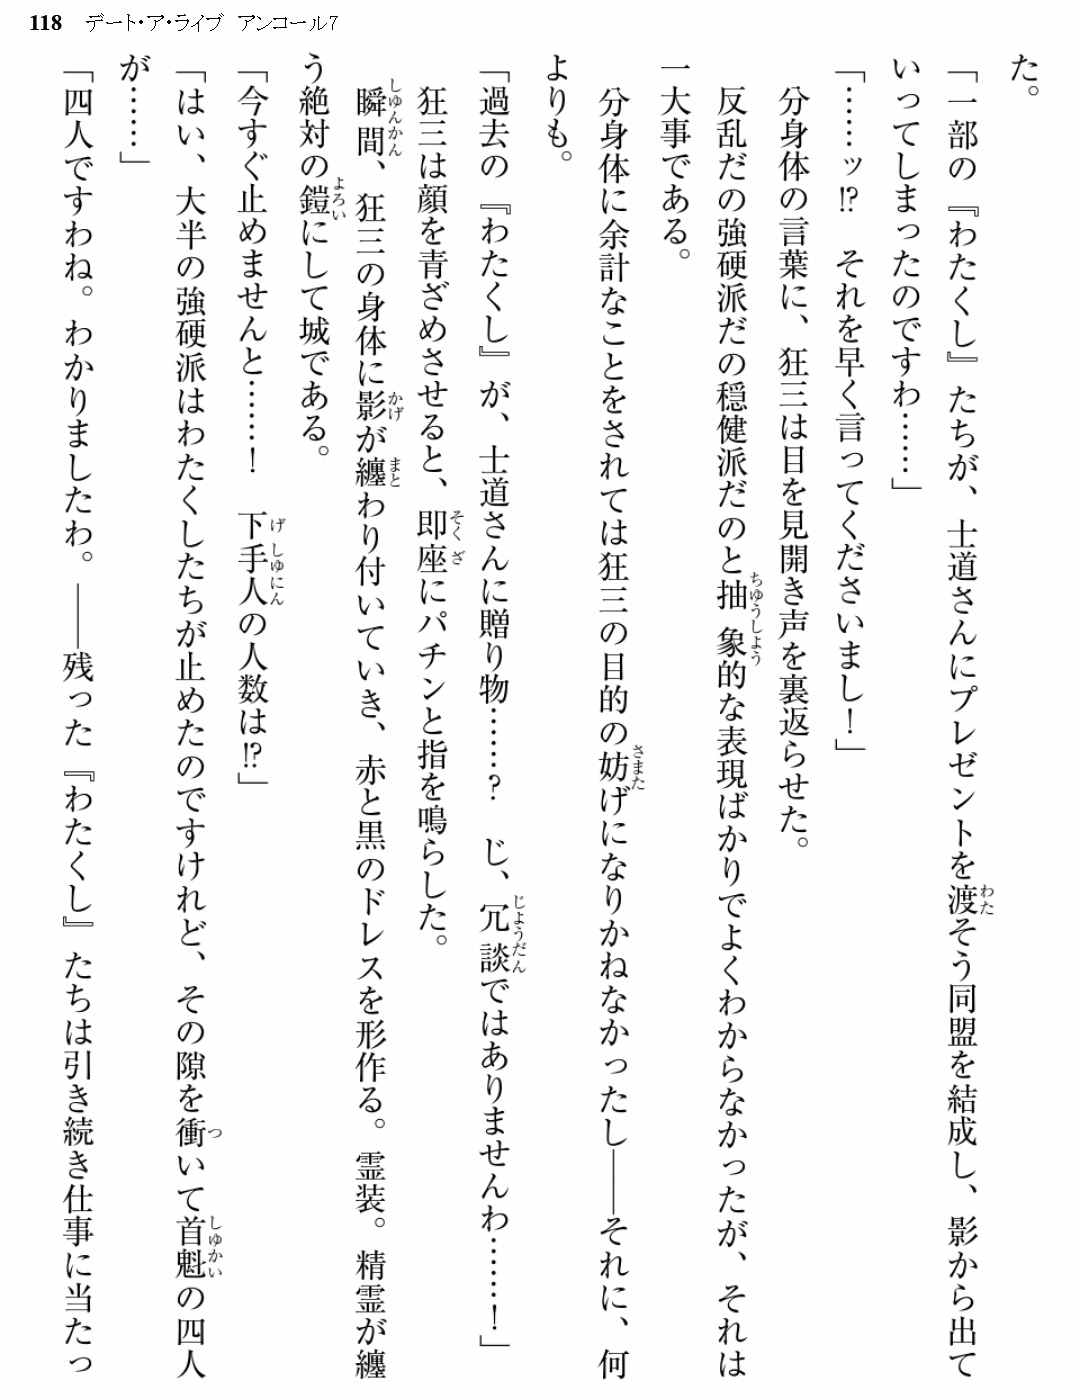 118 デート・ア・ライブ アンコール7
た。
「一部の『わたくし』たちが、士道さんにプレゼントを渡そう同盟を結成し、影から出て
いってしまったのですわ……」
「……ッ!? それを早く言ってくださいまし！」
分身体の言葉に、狂三は目を見開き声を裏返らせた。
反乱だの強硬派だの穏健派だのと抽象的な表現ばかりでよくわからなかったが、それは
一大事である。
分身体に余計なことをされては狂三の目的の妨げになりかねなかったし――それに、何
よりも。
「過去の『わたくし』が、士道さんに贈り物……？ じ、冗談ではありませんわ……！」
狂三は顔を青ざめさせると、即座にパチンと指を鳴らした。
瞬間、狂三の身体に影が纏わり付いていき、赤と黒のドレスを形作る。霊装。精霊が纏
う絶対の鎧にして城である。
「今すぐ止めませんと……！ 下手人の人数は!?」
「はい、大半の強硬派はわたくしたちが止めたのですけれど、その隙を衝いて首魁の四人
が……」
「四人ですわね。わかりましたわ。――残った『わたくし』たちは引き続き仕事に当たっ